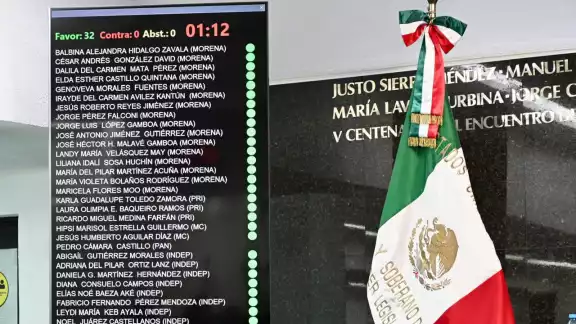 Favor: 32 Contra: 0 Abst.: 0 01:12
BALBINA ALEJANDRA HIDALGO ZAVALA (MORENA)
CÉSAR ANDRÉS GONZÁLEZ DAVID (MORENA)
DALILA DEL CARMEN MATA PÉREZ (MORENA)
ELDA ESTHER CASTILLO QUINTANA (MORENA)
GENOVEVA MORALES FUENTES (MORENA)
IRAYDE DEL CARMEN AVILEZ KANTÚN (MORENA)
JESÚS ROBERTO REYES JIMÉNEZ (MORENA)
JORGE PÉREZ FALCONI (MORENA)
JORGE LUIS LÓPEZ GAMBOA (MORENA)
JOSÉ ANTONIO JIMÉNEZ GUTIÉRREZ (MORENA)
JOSÉ HÉCTOR H. MALAVÉ GAMBOA (MORENA)
LANDY MARÍA VELÁSQUEZ MAY (MORENA)
LILIANA IDALÍ SOSA HUCHÍN (MORENA)
MARÍA DEL PILAR MARTÍNEZ ACUÑA (MORENA)
MARÍA VIOLETA BOLAÑOS RODRÍGUEZ (MORENA)
MARICELA FLORES MOO (MORENA)
KARLA GUADALUPE TOLEDO ZAMORA (PRI)
LAURA OLIMPIA E. BAQUEIRO RAMOS (PRI)
RICARDO MIGUEL MEDINA FARFÁN (PRI)
HIPSI MARISOL ESTRELLA GUILLERMO (MC)
JESÚS HUMBERTO AGUILAR DÍAZ (MC)
PEDRO CÁMARA CASTILLO (PAN)
ABIGAÍL GUTIÉRREZ MORALES (INDEP)
ADRIANA DEL PILAR ORTIZ LANZ (INDEP)
DANIELA G. MARTÍNEZ HERNÁNDEZ (INDEP)
DIANA CONSUELO CAMPOS (INDEP)
ELÍAS NOÉ BAEZA AKÉ (INDEP)
FABRICIO FERNANDO PÉREZ MENDOZA (INDEP)
LEYDI MARÍA KEB AYALA (INDEP)
NOEL JUÁREZ CASTELLANOS (INDEP)
JUSTO SIERRA MÉNDEZ, MANUEL
MARÍA LAV URBINA-JORGE C
V CENTENA L ENCUENTRO DO